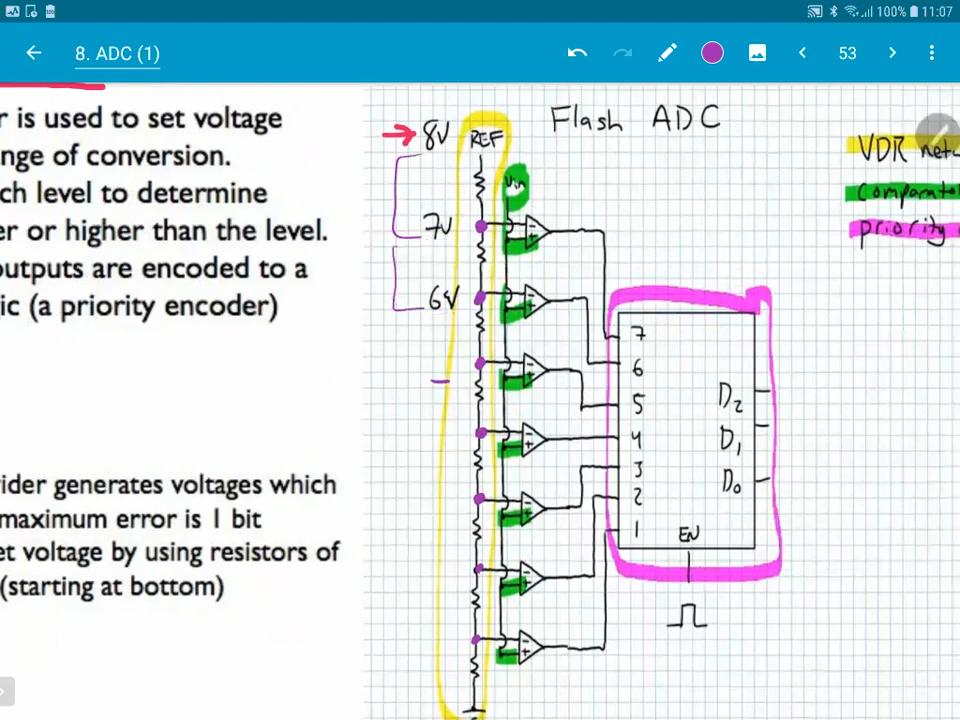 100% 11:07
8. ADC (1)
53
r is used to set voltage
nge of conversion.
ch level to determine
er or higher than the level.
outputs are encoded to a
ic (a priority encoder)
ider generates voltages which
maximum error is 1 bit
et voltage by using resistors of
(starting at bottom)
Flash ADC
8V REF
Vin
7V
6V
- +
- +
- +
- +
- +
- +
- +
7
6
5
4
3
2
1
D2
D1
D0
EN
VDR netw
comparato
priority